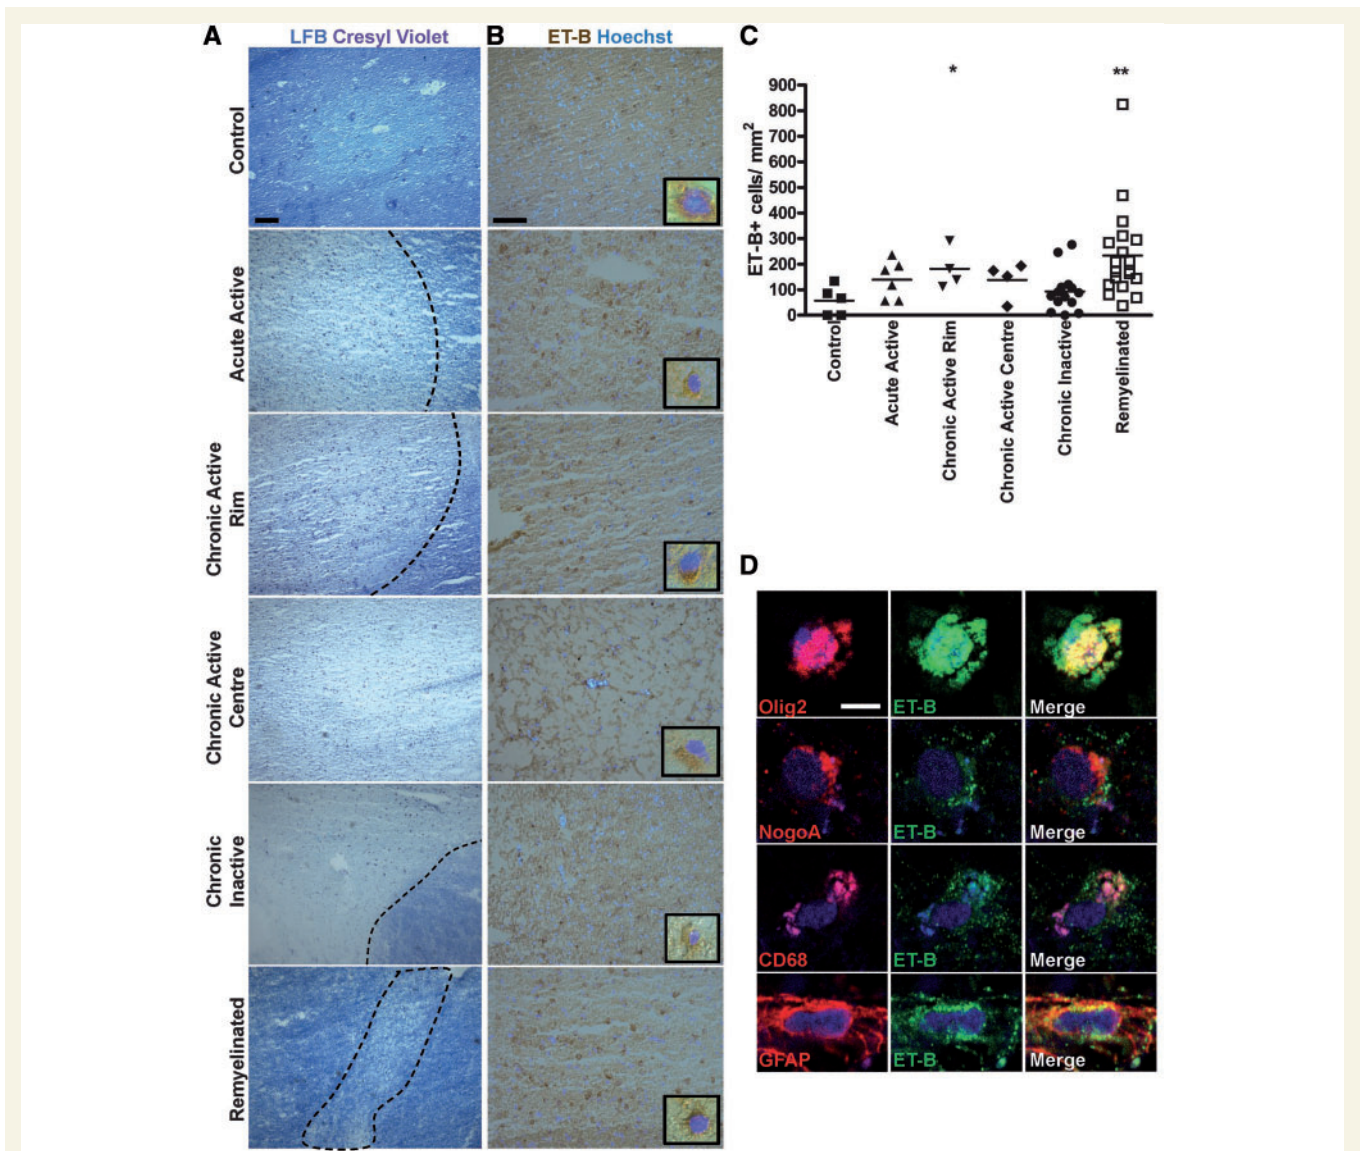 A
LFB Cresyl Violet
B
ET-B Hoechst
Control
Acute Active
Chronic Active
Rim
Chronic Active
Centre
Chronic
Inactive
Remyelinated
C
*
**
ET-B+ cells/ mm²
900
800
700
600
500
400
300
200
100
0
Control
Acute Active
Chronic Active Rim
Chronic Active Centre
Chronic Inactive
Remyelinated
D
Olig2
ET-B
Merge
NogoA
ET-B
Merge
CD68
ET-B
Merge
GFAP
ET-B
Merge